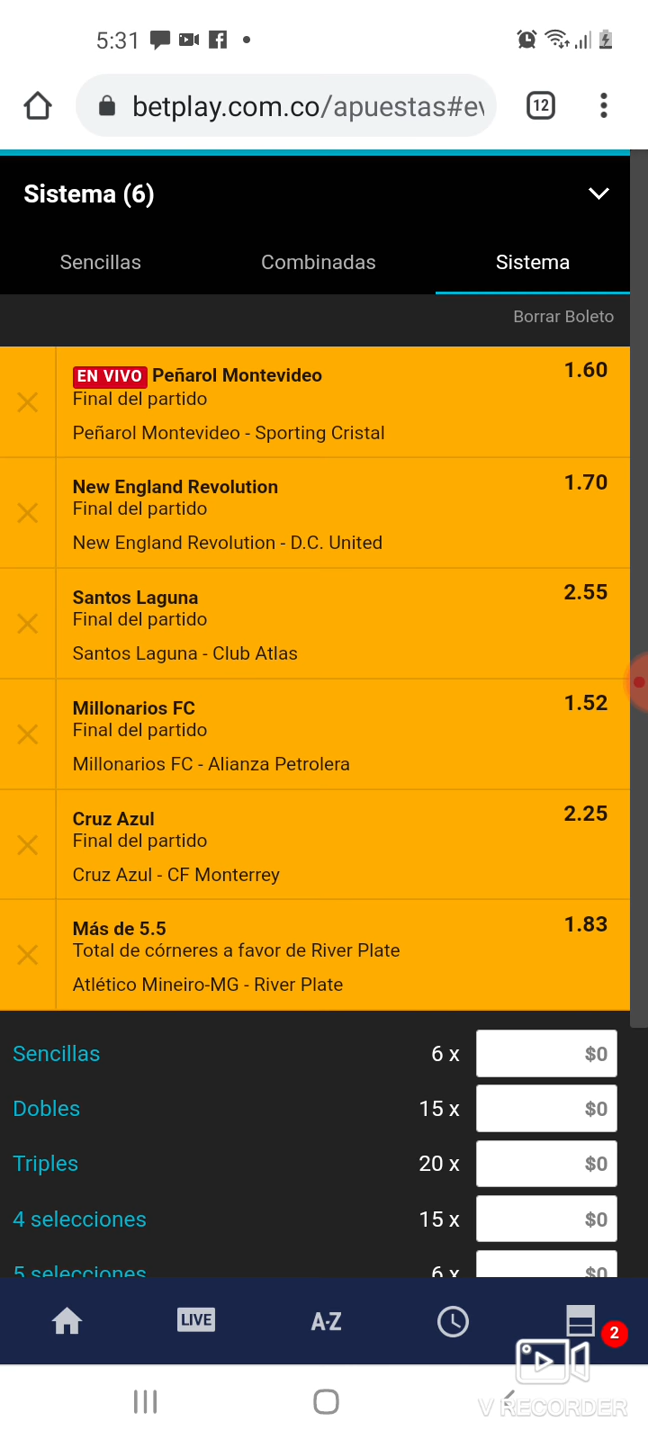 5:31
betplay.com.co/apuestas#ev
12
Sistema (6)
Sencillas Combinadas Sistema
Borrar Boleto
EN VIVO Peñarol Montevideo 1.60
Final del partido
Peñarol Montevideo - Sporting Cristal
New England Revolution 1.70
Final del partido
New England Revolution - D.C. United
Santos Laguna 2.55
Final del partido
Santos Laguna - Club Atlas
Millonarios FC 1.52
Final del partido
Millonarios FC - Alianza Petrolera
Cruz Azul 2.25
Final del partido
Cruz Azul - CF Monterrey
Más de 5.5 1.83
Total de córneres a favor de River Plate
Atlético Mineiro-MG - River Plate
Sencillas 6 x $0
Dobles 15 x $0
Triples 20 x $0
4 selecciones 15 x $0
5 selecciones 6 x $0
LIVE A-Z 2
V RECORDER